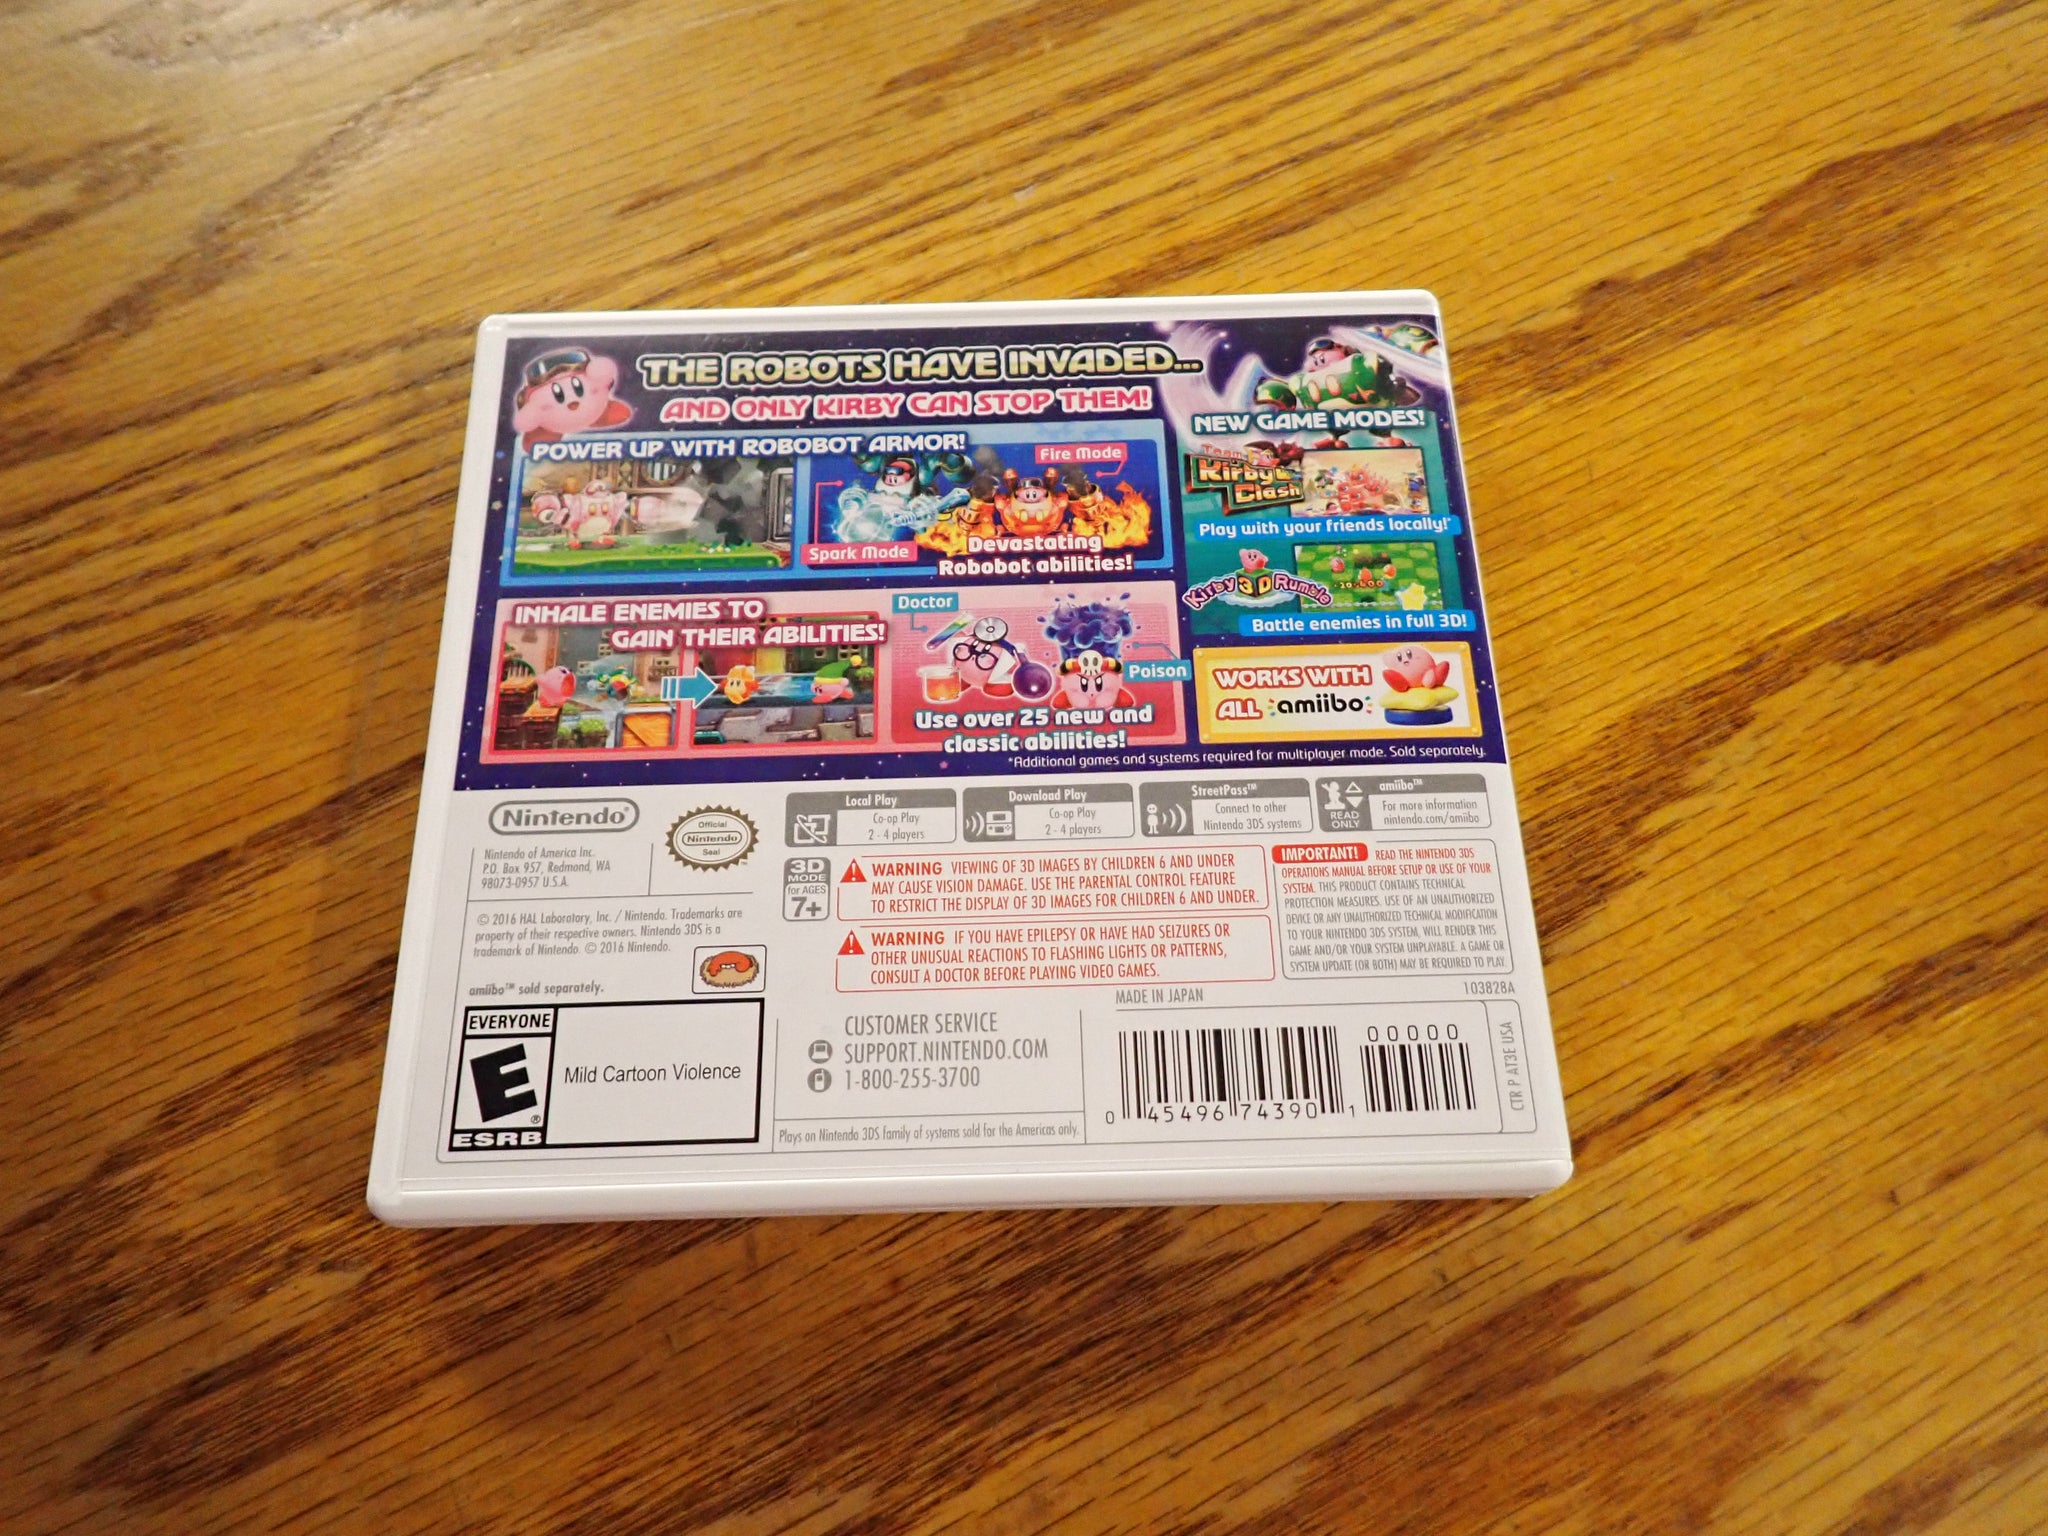 THE ROBOTS HAVE INVADED...
AND ONLY KIRBY CAN STOP THEM!
POWER UP WITH ROBOBOT ARMOR!
Fire Mode
Spark Mode
Devastating
Robobot abilities!
NEW GAME MODES!
Team
Kirby
Clash
Play with your friends locally!*
Kirby 3D Rumble
Battle enemies in full 3D!
INHALE ENEMIES TO
GAIN THEIR ABILITIES!
Doctor
Poison
Use over 25 new and
classic abilities!
WORKS WITH
ALL amiibo
*Additional games and systems required for multiplayer mode. Sold separately.
Nintendo®
Official
Nintendo
Seal
Nintendo of America Inc.
P.O. Box 957, Redmond, WA
98073-0957 U.S.A.
Local Play
Co-op Play
2 - 4 players
Download Play
Co-op Play
2 - 4 players
StreetPass™
Connect to other
Nintendo 3DS systems
amiibo™
READ
ONLY
For more information
nintendo.com/amiibo
© 2016 HAL Laboratory, Inc. / Nintendo. Trademarks are
property of their respective owners. Nintendo 3DS is a
trademark of Nintendo. © 2016 Nintendo.
amiibo™ sold separately.
3D
MODE
for AGES
7+
WARNING VIEWING OF 3D IMAGES BY CHILDREN 6 AND UNDER
MAY CAUSE VISION DAMAGE. USE THE PARENTAL CONTROL FEATURE
TO RESTRICT THE DISPLAY OF 3D IMAGES FOR CHILDREN 6 AND UNDER.
WARNING IF YOU HAVE EPILEPSY OR HAVE HAD SEIZURES OR
OTHER UNUSUAL REACTIONS TO FLASHING LIGHTS OR PATTERNS,
CONSULT A DOCTOR BEFORE PLAYING VIDEO GAMES.
IMPORTANT! READ THE NINTENDO 3DS
OPERATIONS MANUAL BEFORE SETUP OR USE OF YOUR
SYSTEM. THIS PRODUCT CONTAINS TECHNICAL
PROTECTION MEASURES. USE OF AN UNAUTHORIZED
DEVICE OR ANY UNAUTHORIZED TECHNICAL MODIFICATION
TO YOUR NINTENDO 3DS SYSTEM, WILL RENDER THIS
GAME AND/OR YOUR SYSTEM UNPLAYABLE. A GAME OR
SYSTEM UPDATE (OR BOTH) MAY BE REQUIRED TO PLAY.
MADE IN JAPAN
103828A
EVERYONE
E
®
ESRB
Mild Cartoon Violence
CUSTOMER SERVICE
SUPPORT.NINTENDO.COM
1-800-255-3700
Plays on Nintendo 3DS family of systems sold for the Americas only.
00000
0 45496 74390 1
CTR P AT3E USA